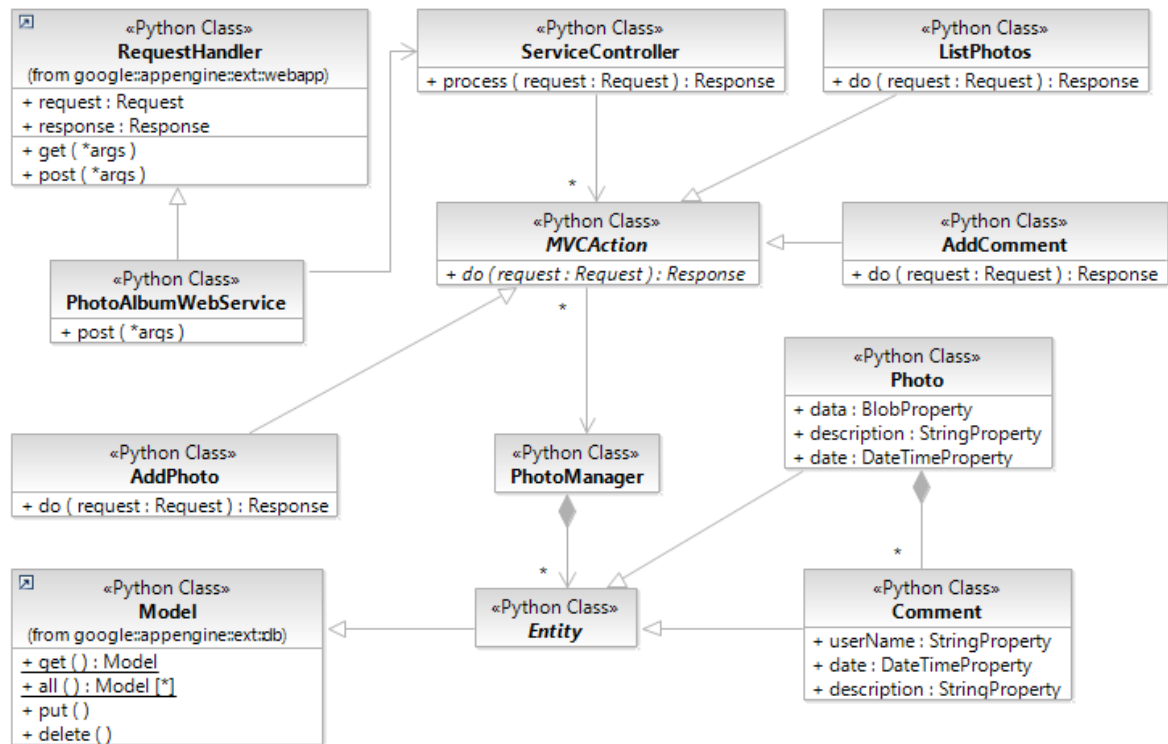 «Python Class»
RequestHandler
(from google::appengine::ext::webapp)
+ request : Request
+ response : Response
+ get ( *args )
+ post ( *args )
«Python Class»
ServiceController
+ process ( request : Request ) : Response
«Python Class»
ListPhotos
+ do ( request : Request ) : Response
*
«Python Class»
MVCAction
+ do ( request : Request ) : Response
*
«Python Class»
AddComment
+ do ( request : Request ) : Response
«Python Class»
PhotoAlbumWebService
+ post ( *args )
«Python Class»
Photo
+ data : BlobProperty
+ description : StringProperty
+ date : DateTimeProperty
«Python Class»
AddPhoto
+ do ( request : Request ) : Response
«Python Class»
PhotoManager
*
*
«Python Class»
Model
(from google::appengine::ext::db)
+ get ( ) : Model
+ all ( ) : Model [*]
+ put ( )
+ delete ( )
«Python Class»
Entity
«Python Class»
Comment
+ userName : StringProperty
+ date : DateTimeProperty
+ description : StringProperty